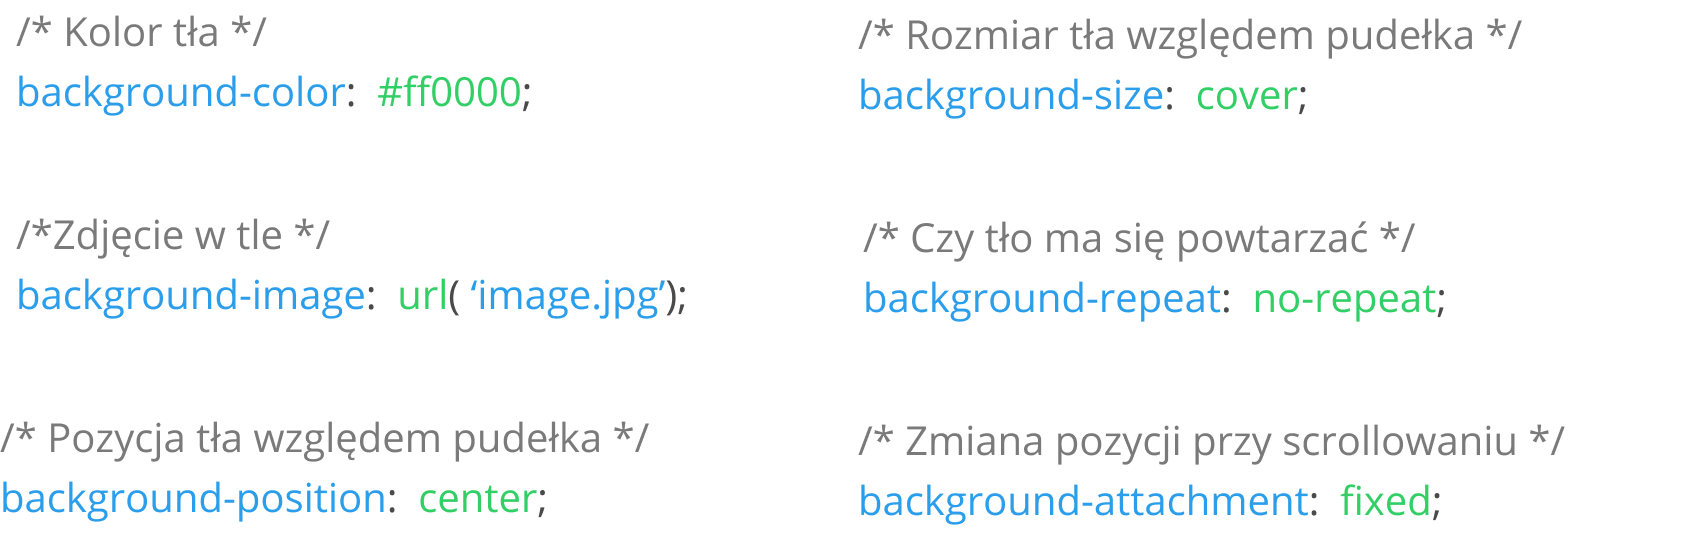 /* Kolor tła */
background-color: #ff0000;
/*Zdjęcie w tle */
background-image: url( ‘image.jpg’);
/* Pozycja tła względem pudełka */
background-position: center;
/* Rozmiar tła względem pudełka */
background-size: cover;
/* Czy tło ma się powtarzać */
background-repeat: no-repeat;
/* Zmiana pozycji przy scrollowaniu */
background-attachment: fixed;